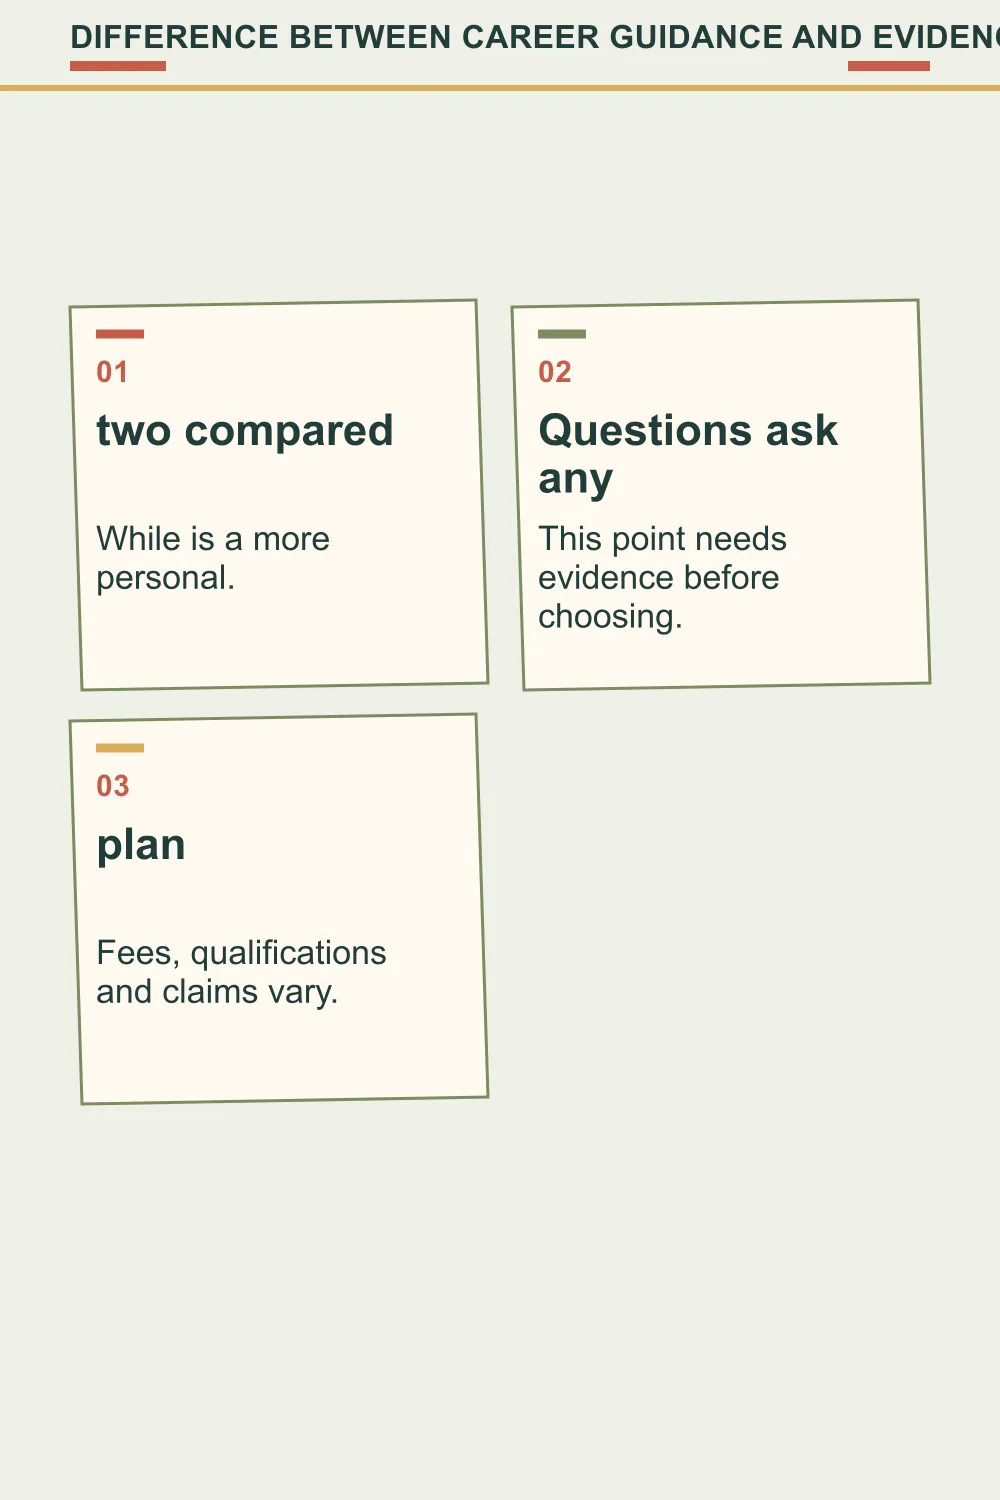 DIFFERENCE BETWEEN CAREER GUIDANCE AND
01
two compared
While is a more
personal.
02
Questions ask
any
This point needs
evidence before
choosing.
03
plan
Fees, qualifications
and claims vary.